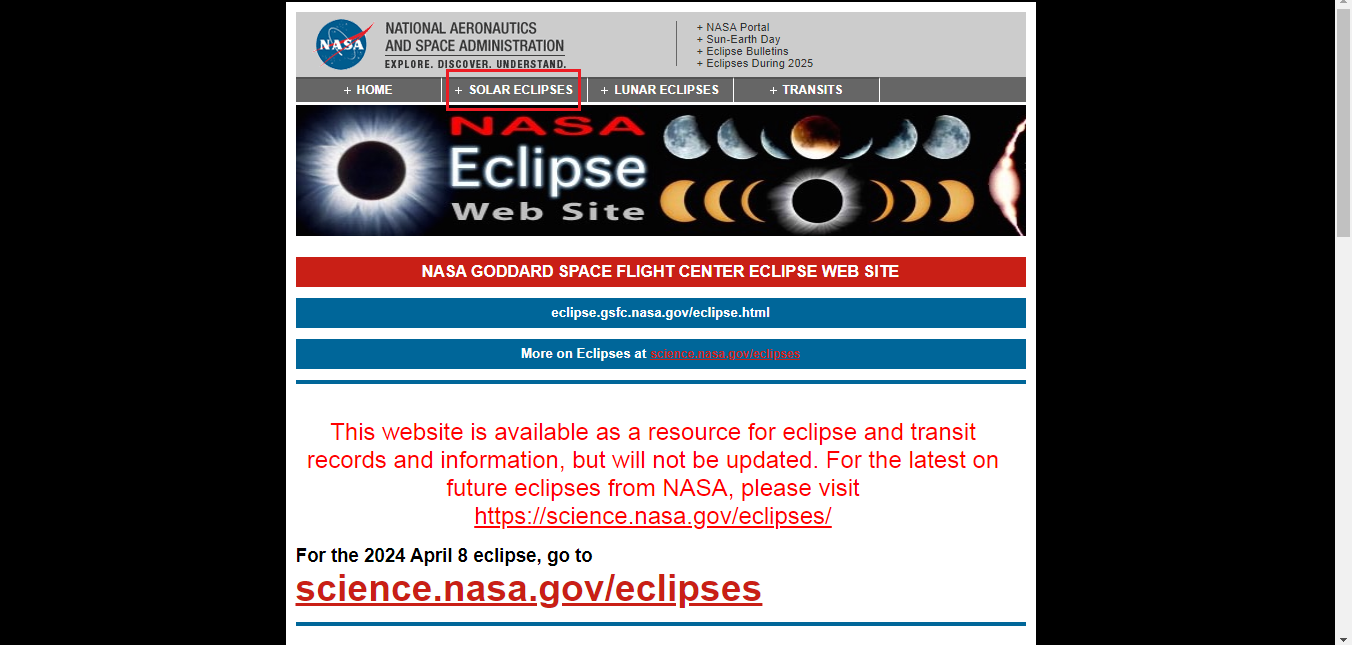 NASA
NATIONAL AERONAUTICS
AND SPACE ADMINISTRATION
EXPLORE. DISCOVER. UNDERSTAND.
+ NASA Portal
+ Sun-Earth Day
+ Eclipse Bulletins
+ Eclipses During 2025
+ HOME
+ SOLAR ECLIPSES
+ LUNAR ECLIPSES
+ TRANSITS
NASA
Eclipse
Web Site
NASA GODDARD SPACE FLIGHT CENTER ECLIPSE WEB SITE
eclipse.gsfc.nasa.gov/eclipse.html
More on Eclipses at science.nasa.gov/eclipses
This website is available as a resource for eclipse and transit
records and information, but will not be updated. For the latest on
future eclipses from NASA, please visit
https://science.nasa.gov/eclipses/
For the 2024 April 8 eclipse, go to
science.nasa.gov/eclipses